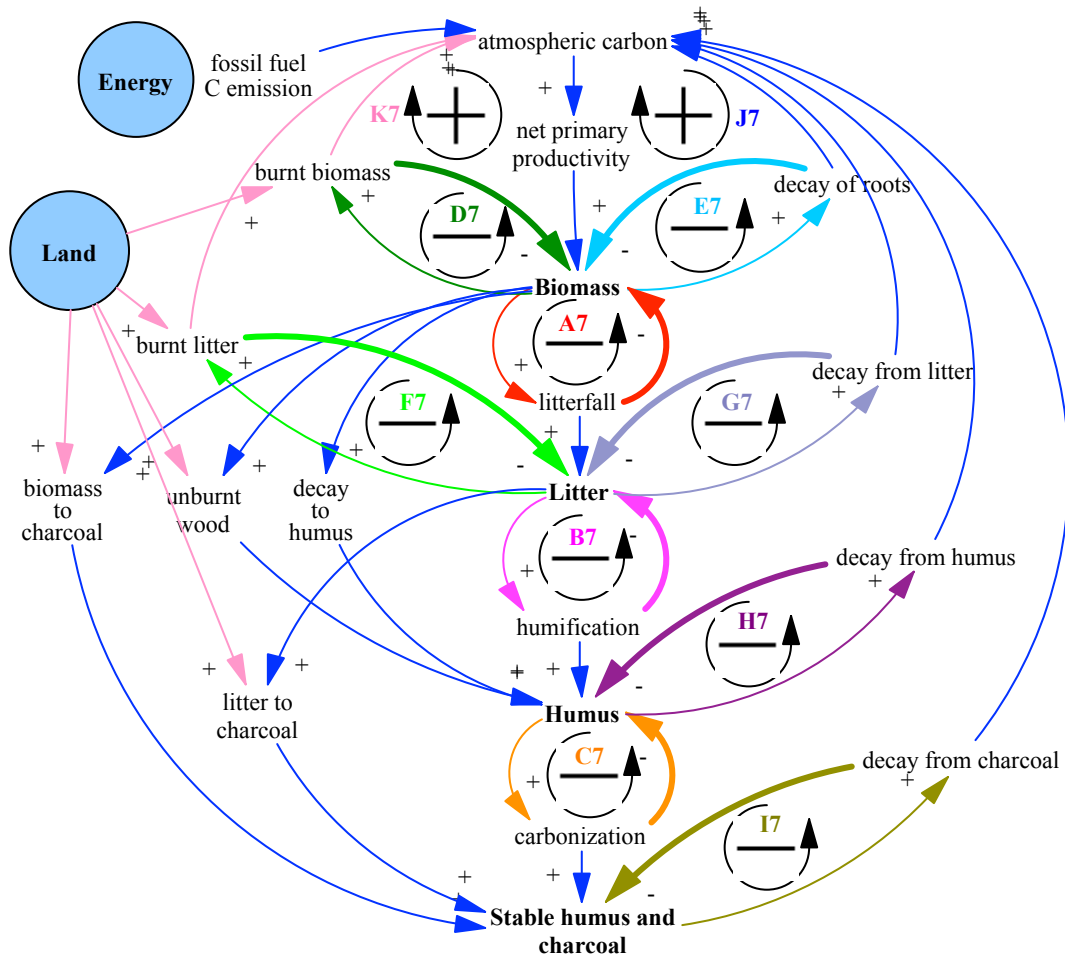 atmospheric carbon
Energy
fossil fuel
C emission
K7
J7
net primary
productivity
burnt biomass
decay of roots
D7
E7
Land
Biomass
A7
burnt litter
decay from litter
litterfall
F7
G7
biomass
to
charcoal
unburnt
wood
decay
to
humus
Litter
B7
decay from humus
humification
H7
litter to
charcoal
Humus
C7
decay from charcoal
carbonization
I7
Stable humus and
charcoal